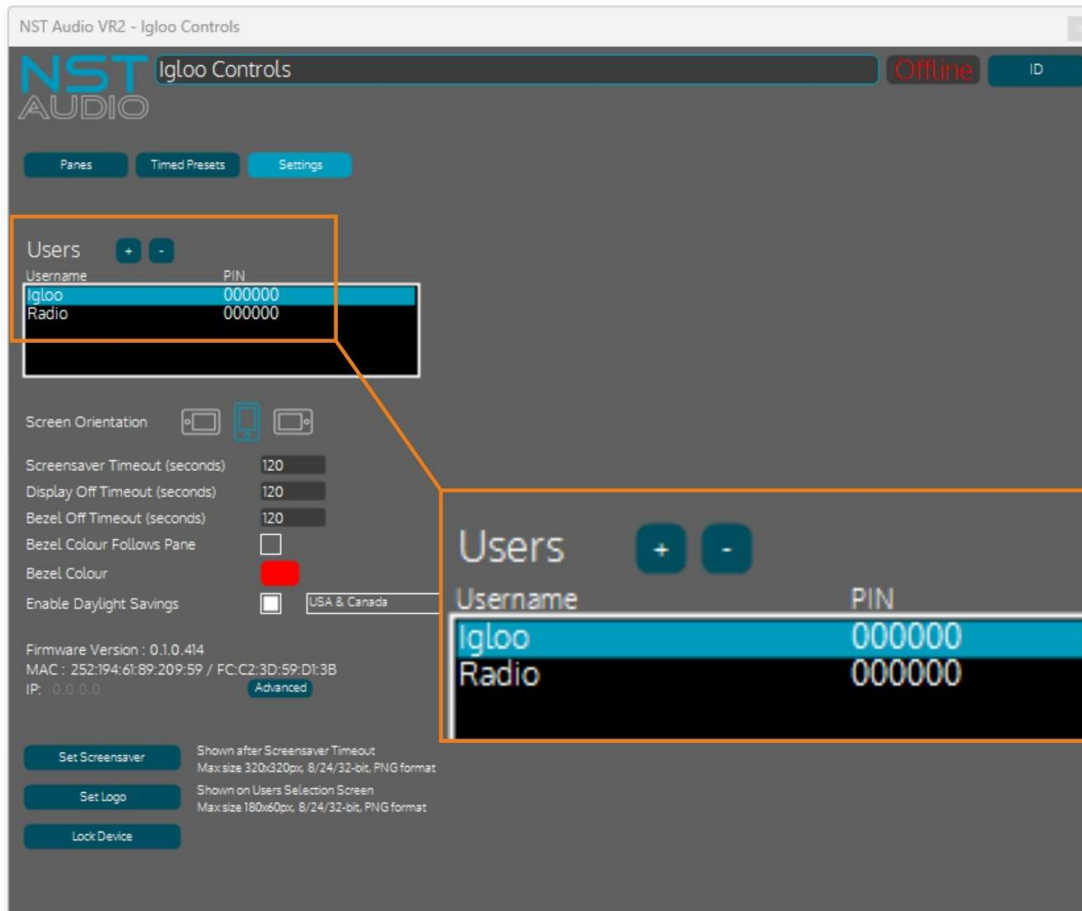 NST Audio VR2 - Igloo Controls
NST
AUDIO
Igloo Controls
Offline
ID
Panes
Timed Presets
Settings
Users + -
Username PIN
Igloo 000000
Radio 000000
Screen Orientation
Screensaver Timeout (seconds) 120
Display Off Timeout (seconds) 120
Bezel Off Timeout (seconds) 120
Bezel Colour Follows Pane
Bezel Colour
Enable Daylight Savings USA & Canada
Firmware Version : 0.1.0.414
MAC : 252:194:61:89:209:59 / FC:C2:3D:59:D1:3B
IP: 0.0.0.0 Advanced
Set Screensaver
Shown after Screensaver Timeout
Max size 320x320px, 8/24/32-bit, PNG format
Set Logo
Shown on Users Selection Screen
Max size 180x60px, 8/24/32-bit, PNG format
Lock Device
Users + -
Username PIN
Igloo 000000
Radio 000000